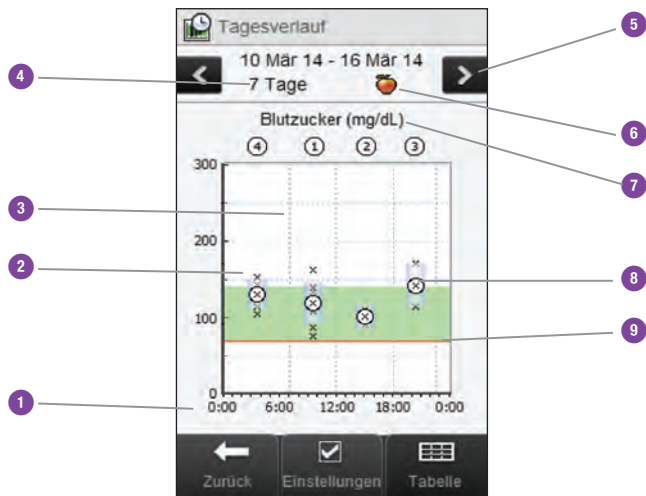 Tagesverlauf
10 Mär 14 - 16 Mär 14
7 Tage
Blutzucker (mg/dL)
4 1 2 3
300
200
100
0
0:00 6:00 12:00 18:00 0:00
Zurück Einstellungen Tabelle
4
3
2
1
5
6
7
8
9